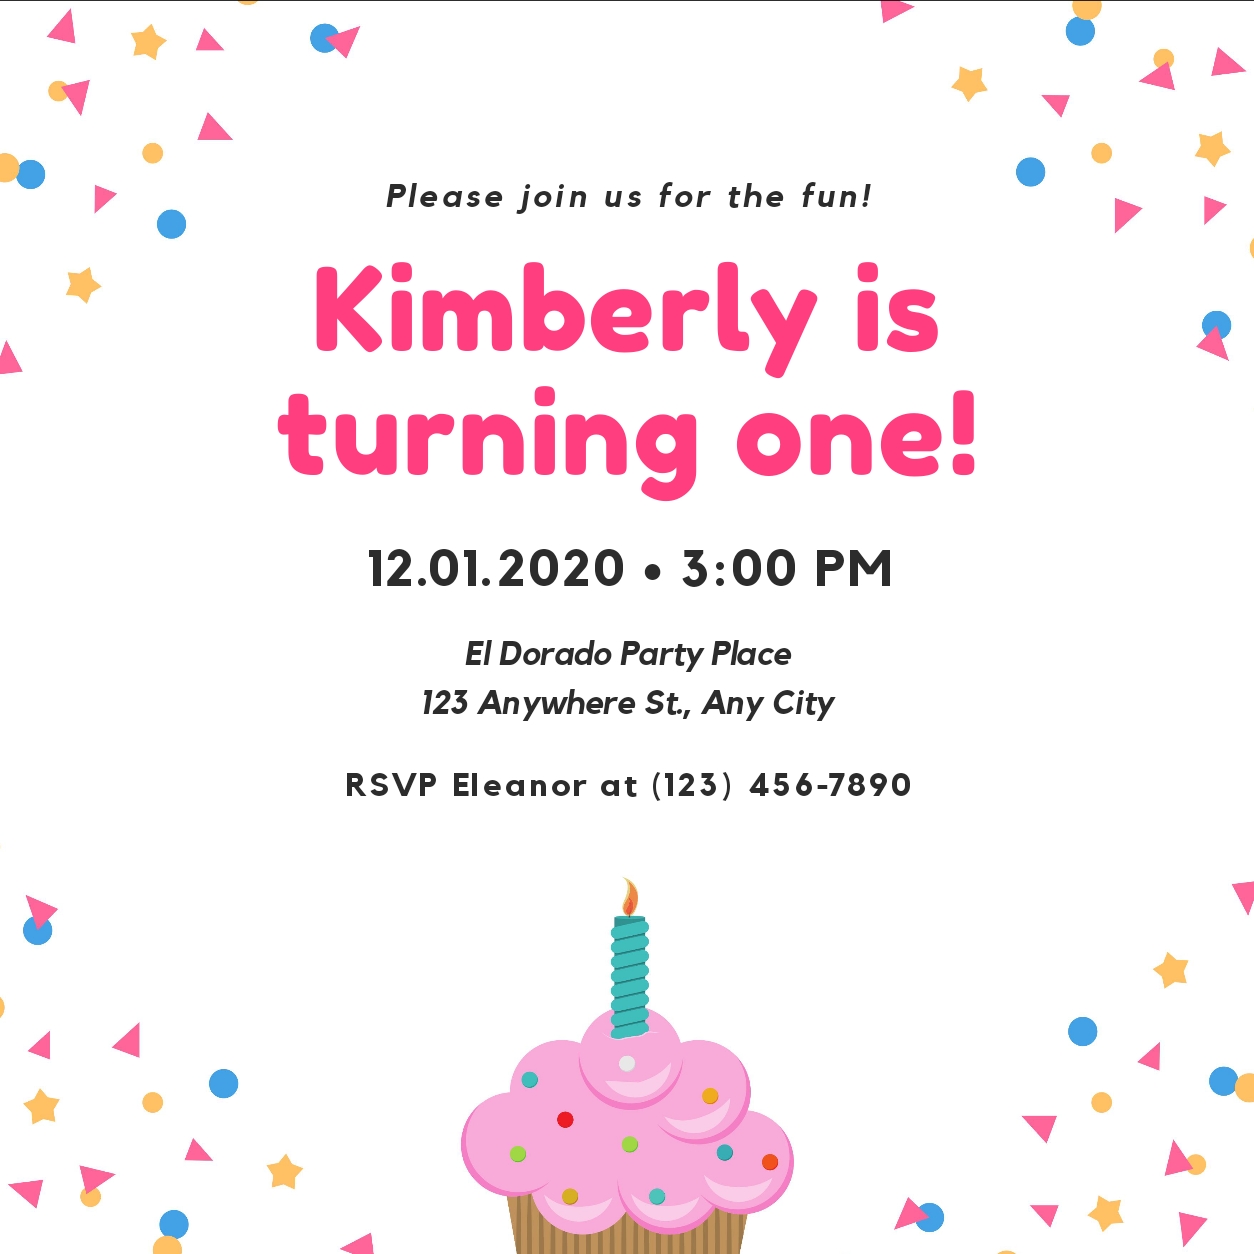 Please join us for the fun!
Kimberly is
turning one!
12.01.2020 • 3:00 PM
El Dorado Party Place
123 Anywhere St., Any City
RSVP Eleanor at (123) 456-7890